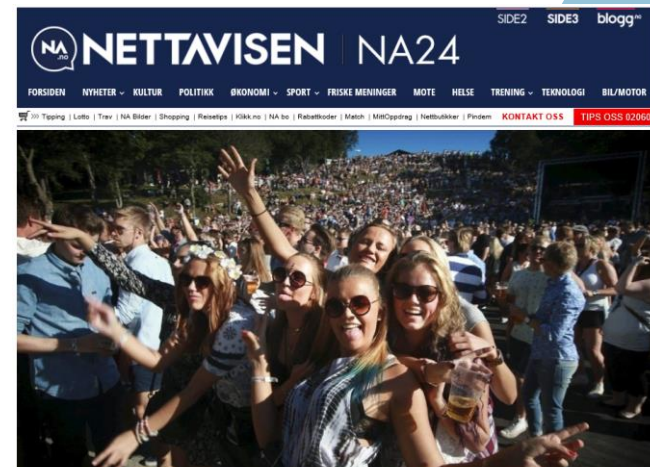 SIDE2 SIDE3 blogg.no
NA .no NETTAVISEN NA24
FORSIDEN NYHETER KULTUR POLITIKK ØKONOMI SPORT FRISKE MENINGER MOTE HELSE TRENING TEKNOLOGI BIL/MOTOR
>>> Tipping | Lotto | Trav | NA Bilder | Shopping | Reisetips | Klikk.no | NA bo | Rabattkoder | Match | MittOppdrag | Nettbutikker | Pindem KONTAKT OSS TIPS OSS 02060